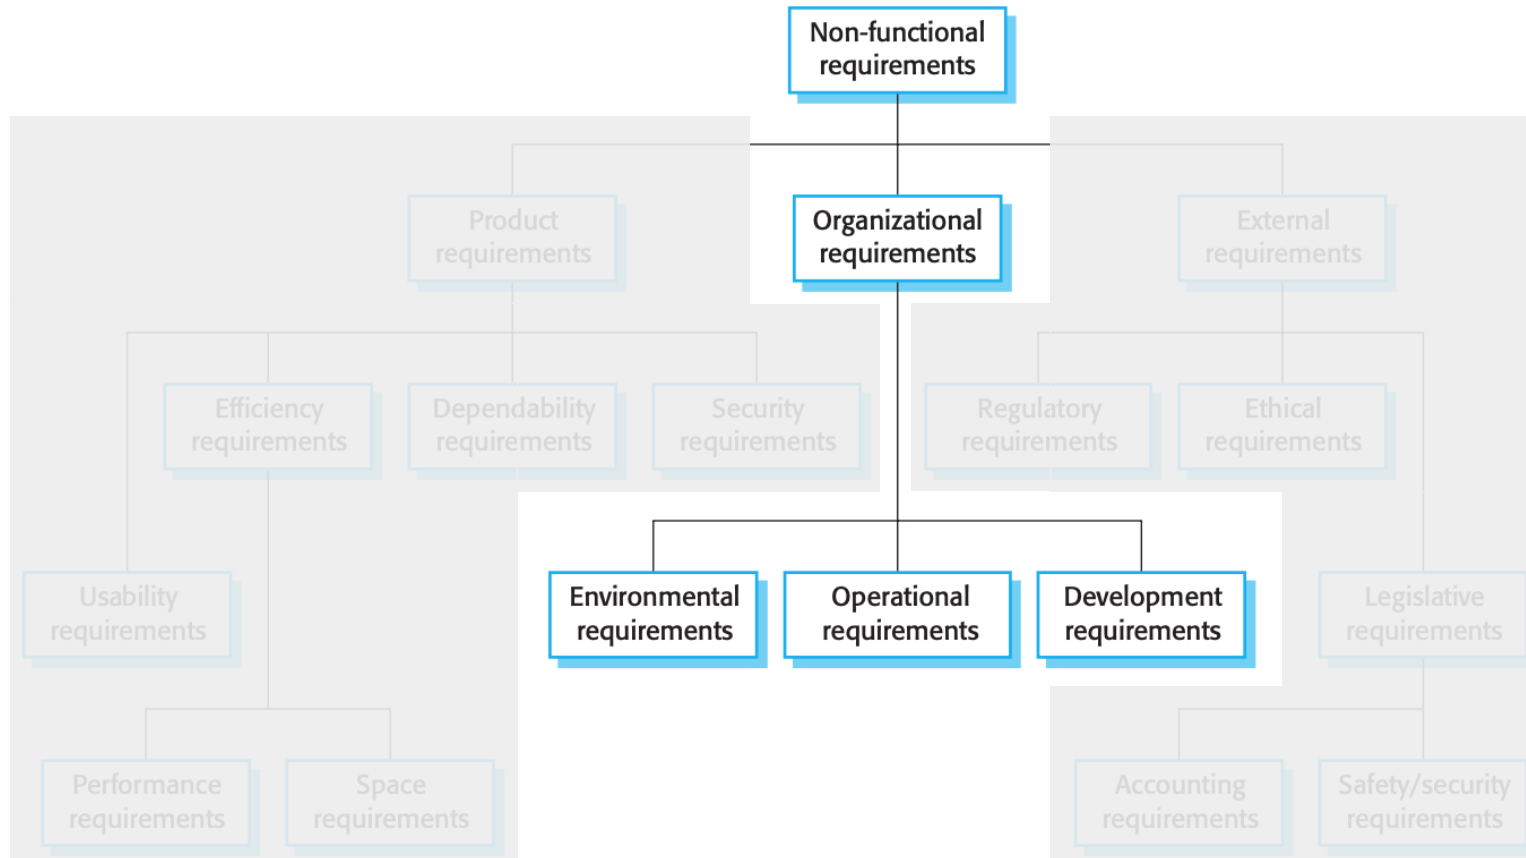 Non-functional
requirements
Product
requirements
Organizational
requirements
External
requirements
Efficiency
requirements
Dependability
requirements
Security
requirements
Regulatory
requirements
Ethical
requirements
Usability
requirements
Environmental
requirements
Operational
requirements
Development
requirements
Legislative
requirements
Performance
requirements
Space
requirements
Accounting
requirements
Safety/security
requirements